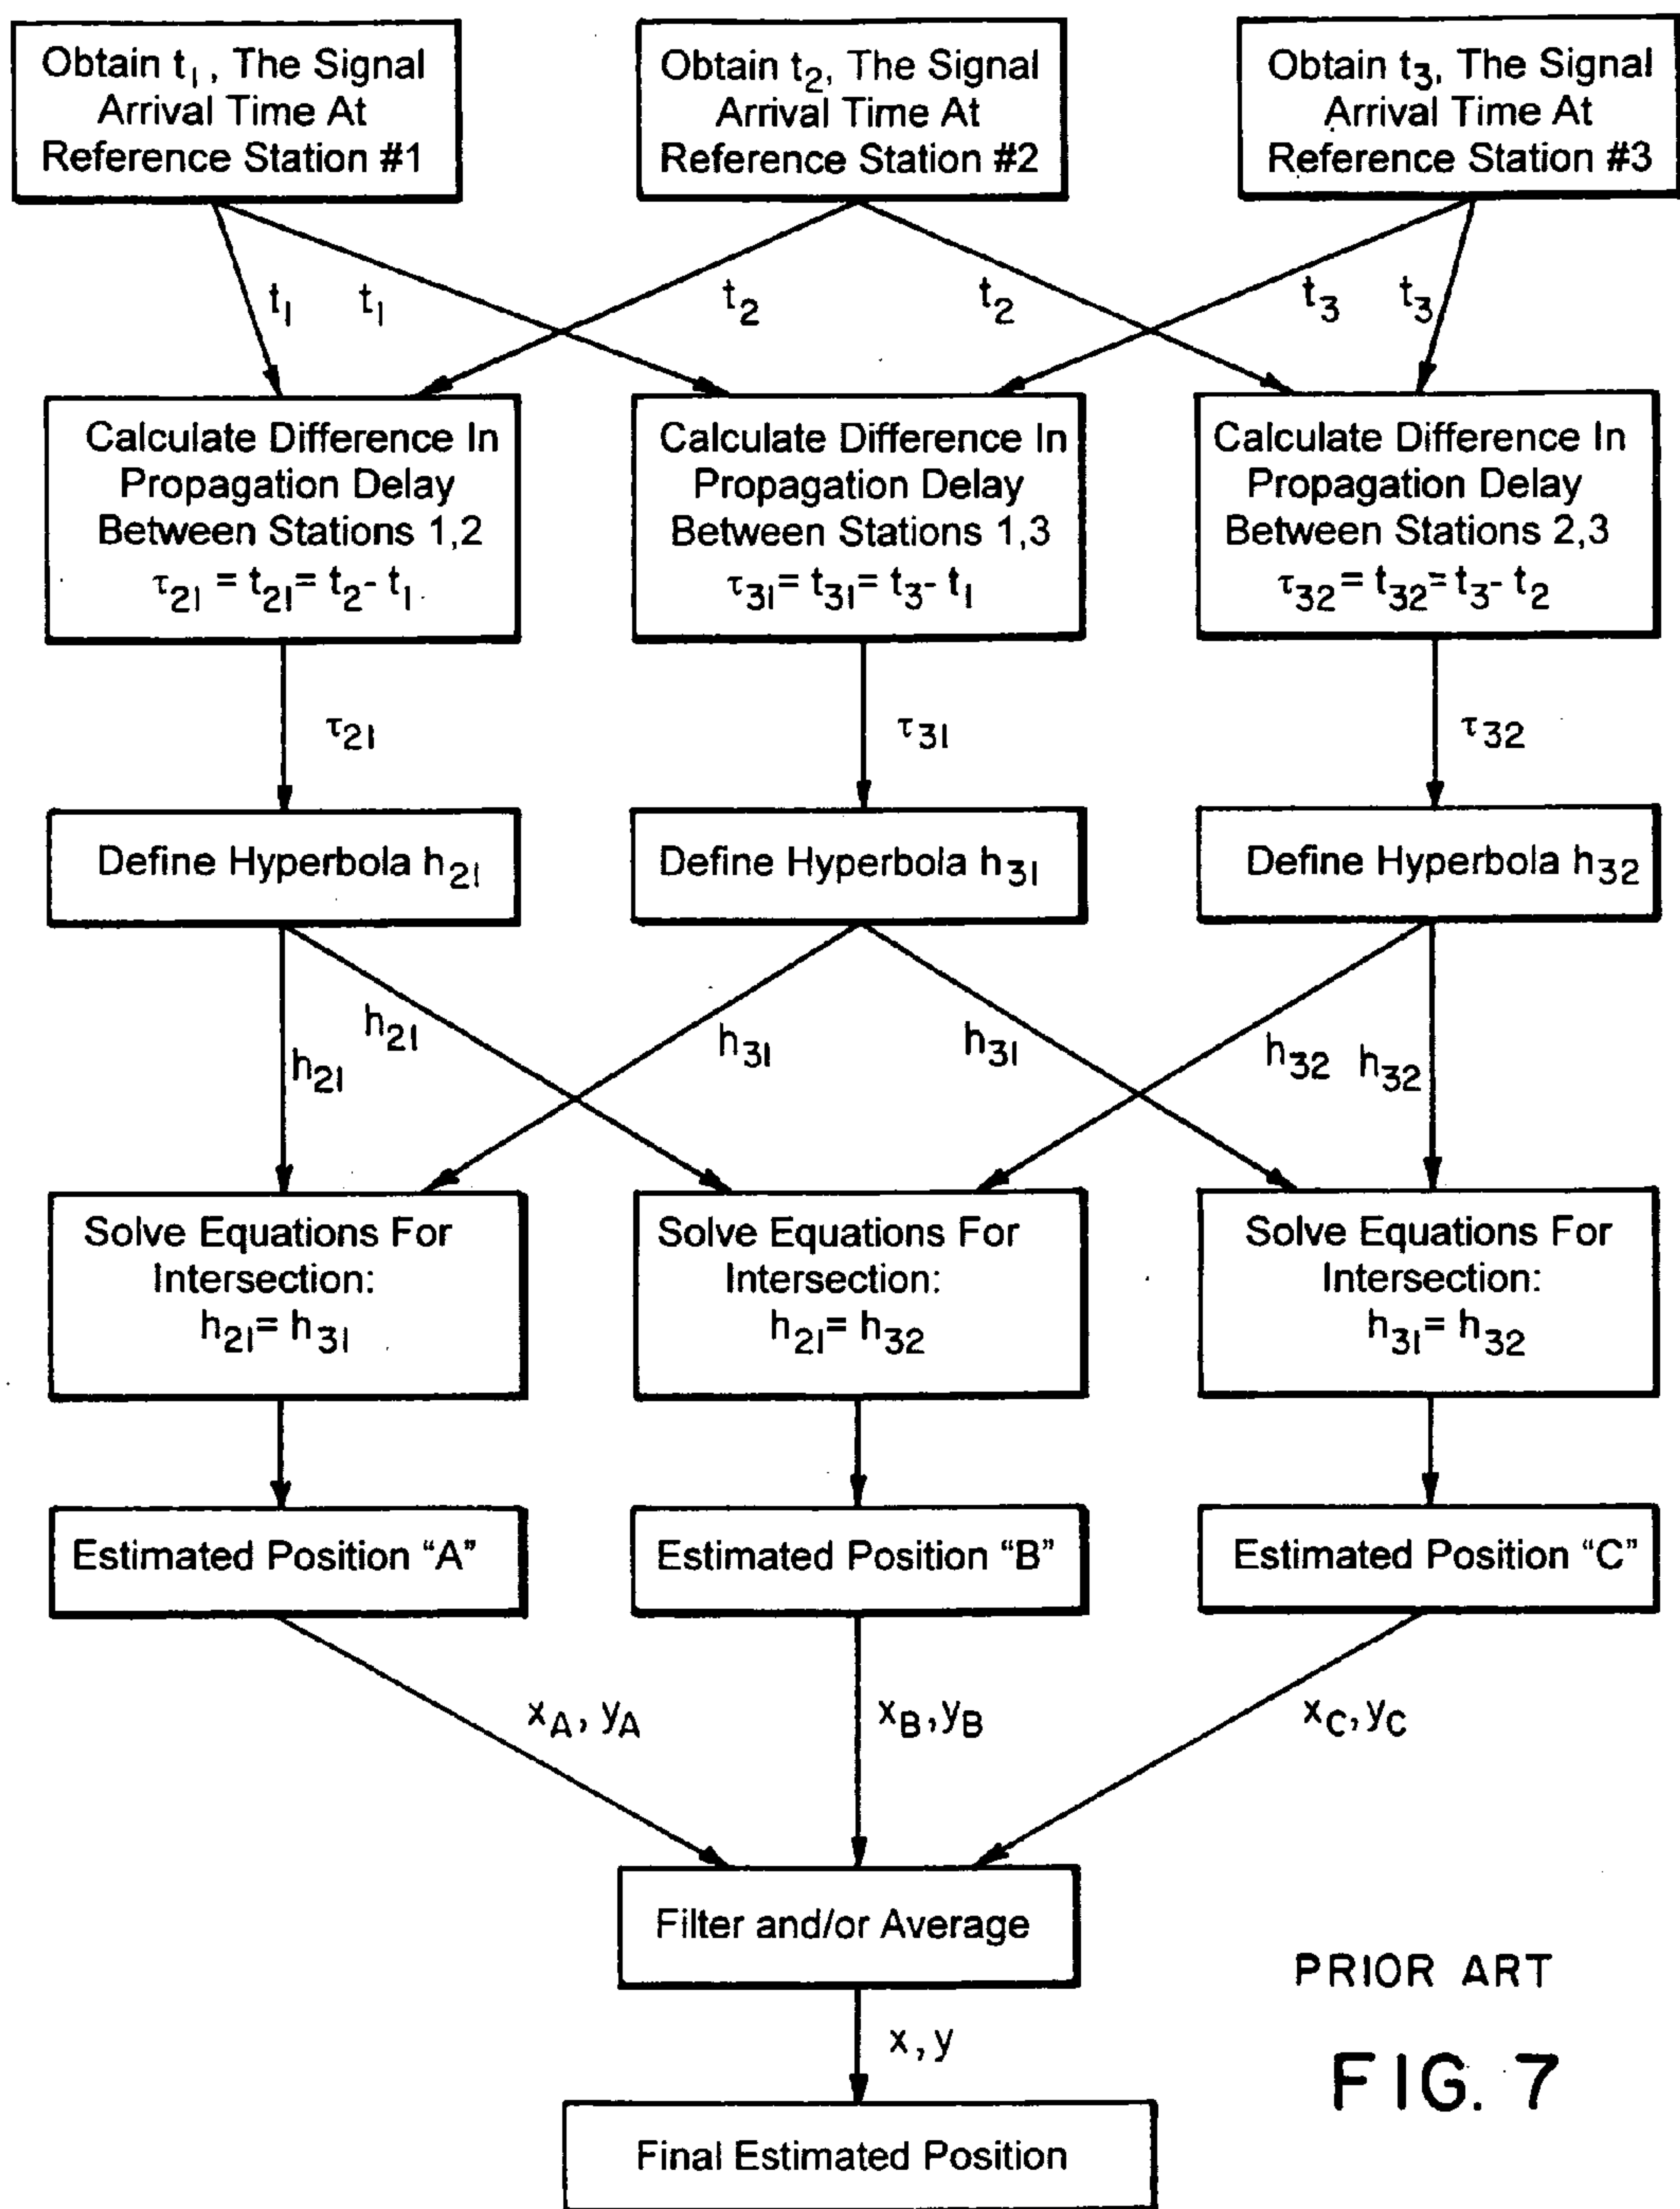 Obtain t₁, The Signal
Arrival Time At
Reference Station #1
Obtain t₂, The Signal
Arrival Time At
Reference Station #2
Obtain t₃, The Signal
Arrival Time At
Reference Station #3
t₁
t₁
t₂
t₂
t₃
t₃
Calculate Difference In
Propagation Delay
Between Stations 1,2
τ₂₁ = t₂₁= t₂- t₁
Calculate Difference In
Propagation Delay
Between Stations 1,3
τ₃₁= t₃₁= t₃- t₁
Calculate Difference In
Propagation Delay
Between Stations 2,3
τ₃₂= t₃₂= t₃- t₂
τ₂₁
τ₃₁
τ₃₂
Define Hyperbola h₂₁
Define Hyperbola h₃₁
Define Hyperbola h₃₂
h₂₁
h₂₁
h₃₁
h₃₁
h₃₂
h₃₂
Solve Equations For
Intersection:
h₂₁= h₃₁
Solve Equations For
Intersection:
h₂₁= h₃₂
Solve Equations For
Intersection:
h₃₁= h₃₂
Estimated Position “A”
Estimated Position “B”
Estimated Position “C”
x_A, y_A
x_B, y_B
x_C, y_C
Filter and/or Average
x, y
Final Estimated Position
PRIOR ART
FIG. 7